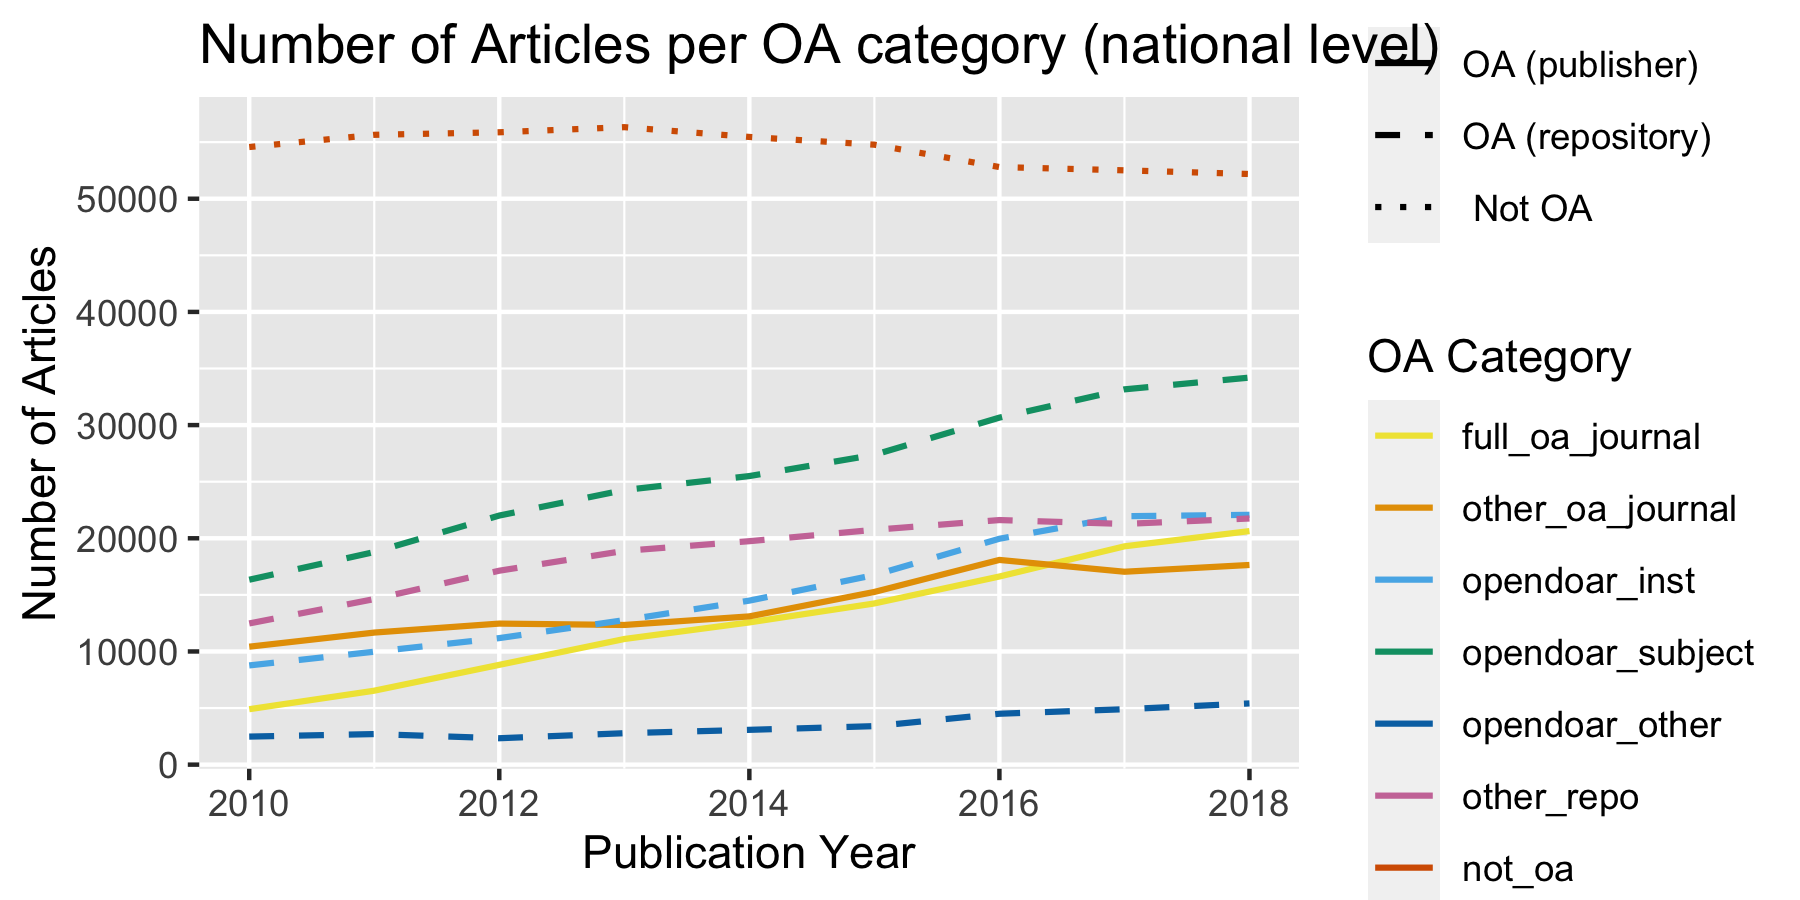 Number of Articles per OA category (national level)
OA (publisher)
OA (repository)
Not OA
OA Category
full_oa_journal
other_oa_journal
opendoar_inst
opendoar_subject
opendoar_other
other_repo
not_oa
Number of Articles
50000
40000
30000
20000
10000
0
2010 2012 2014 2016 2018
Publication Year